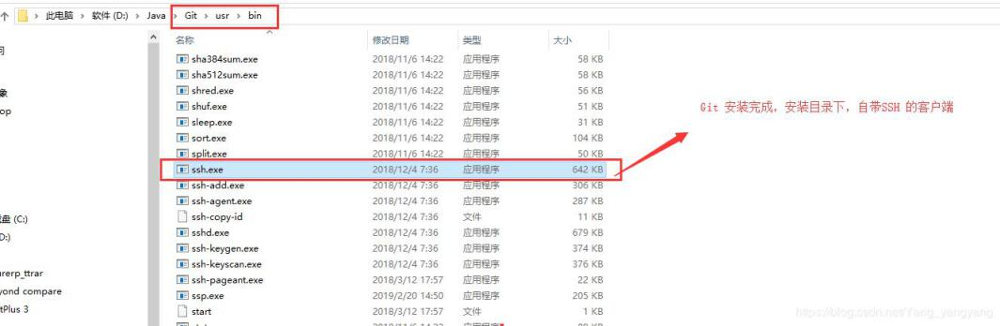 此电脑 > 软件 (D:) > Java > Git > usr > bin
名称 修改日期 类型 大小
sha384sum.exe 2018/11/6 14:22 应用程序 58 KB
sha512sum.exe 2018/11/6 14:22 应用程序 58 KB
shred.exe 2018/11/6 14:22 应用程序 56 KB
shuf.exe 2018/11/6 14:22 应用程序 51 KB
sleep.exe 2018/11/6 14:22 应用程序 31 KB
sort.exe 2018/11/6 14:22 应用程序 104 KB
split.exe 2018/11/6 14:22 应用程序 50 KB
ssh.exe 2018/12/4 7:36 应用程序 642 KB
ssh-add.exe 2018/12/4 7:36 应用程序 306 KB
ssh-agent.exe 2018/12/4 7:36 应用程序 287 KB
ssh-copy-id 2018/12/4 7:36 文件 11 KB
sshd.exe 2018/12/4 7:36 应用程序 679 KB
ssh-keygen.exe 2018/12/4 7:36 应用程序 374 KB
ssh-keyscan.exe 2018/12/4 7:36 应用程序 376 KB
ssh-pageant.exe 2018/3/12 17:57 应用程序 22 KB
ssp.exe 2019/2/20 14:50 应用程序 205 KB
start 2018/3/12 17:57 文件 1 KB
问
象
op
盘 (C:)
D:)
urerp_ttrar
yond compare
tPlus 3
Git 安装完成，安装目录下，自带SSH 的客户端
https://blog.csdn.net/Yang_yangyang